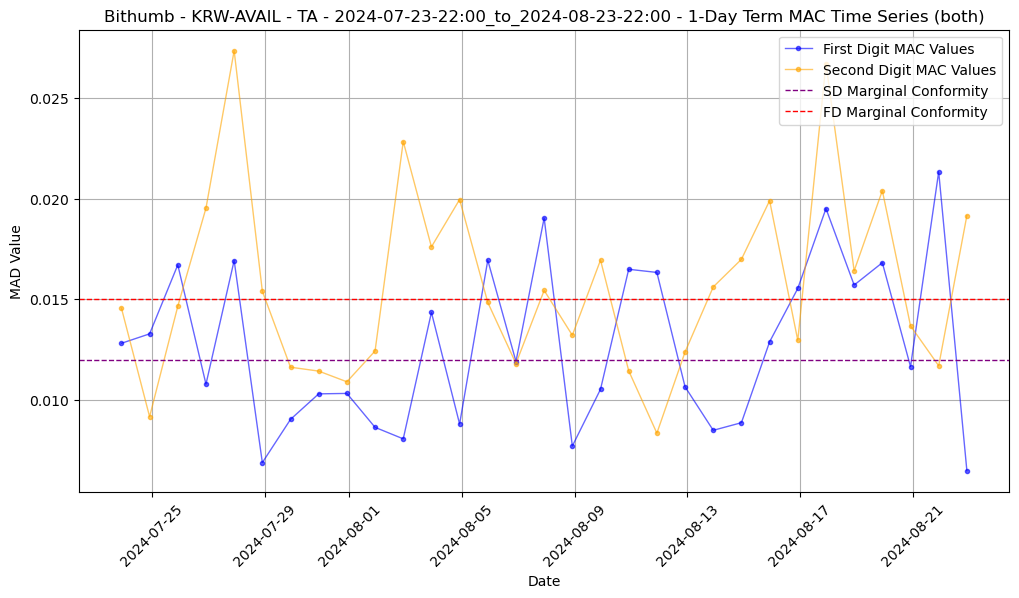 Bithumb - KRW-AVAIL - TA - 2024-07-23-22:00_to_2024-08-23-22:00 - 1-Day Term MAC Time Series (both)
First Digit MAC Values
Second Digit MAC Values
SD Marginal Conformity
FD Marginal Conformity
MAD Value
0.025
0.020
0.015
0.010
2024-07-25
2024-07-29
2024-08-01
2024-08-05
2024-08-09
2024-08-13
2024-08-17
2024-08-21
Date